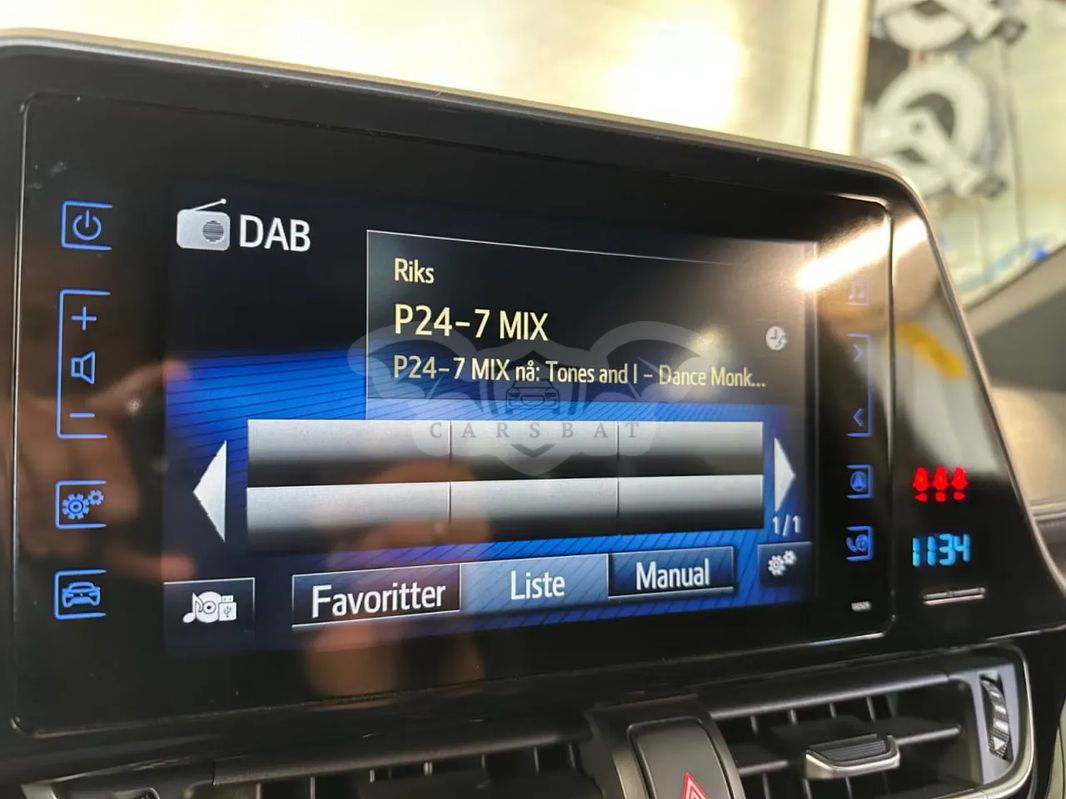 DAB
Riks
P24-7 MIX
P24-7 MIX nå: Tones and I - Dance Monk...
CARSBAT
1/1
Favoritter
Liste
Manual
1134